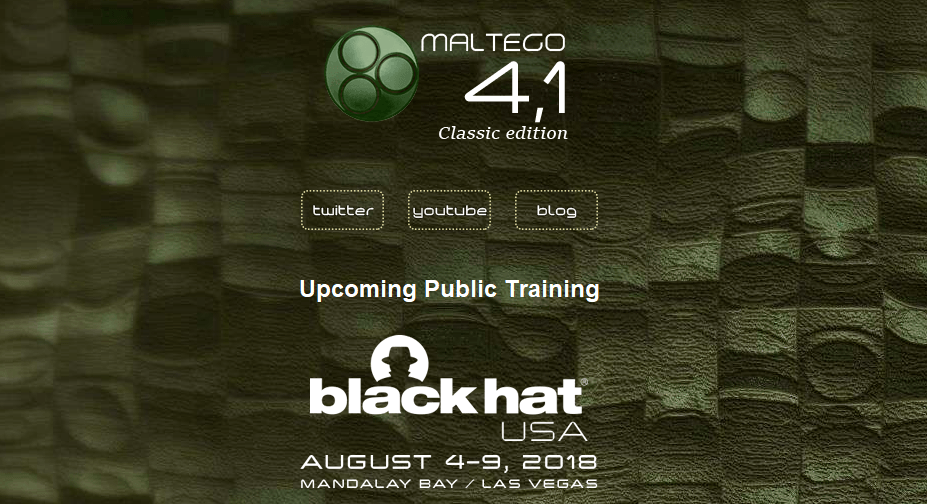 MALTEGO
4,1
Classic edition
twitter youtube blog
Upcoming Public Training
black hat®
USA
AUGUST 4-9, 2018
MANDALAY BAY / LAS VEGAS